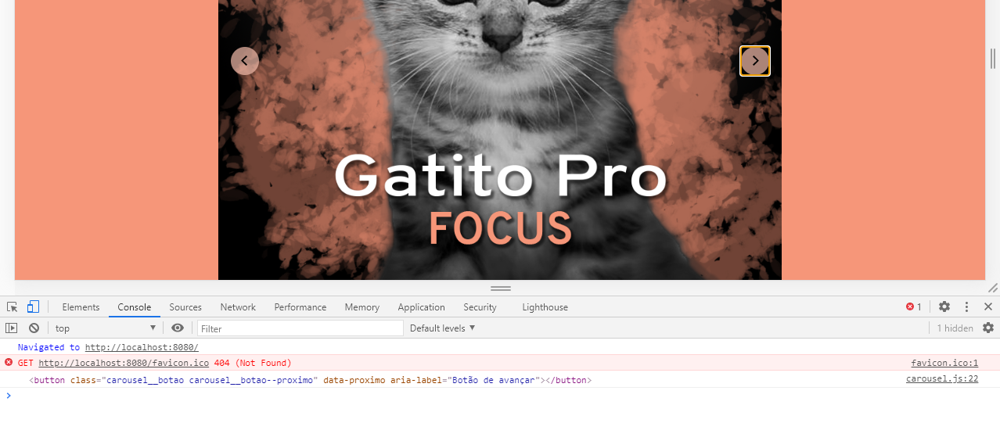 Gatito Pro
FOCUS
Elements Console Sources Network Performance Memory Application Security Lighthouse 1
top Filter Default levels 1 hidden
Navigated to http://localhost:8080/
GET http://localhost:8080/favicon.ico 404 (Not Found) favicon.ico:1
<button class="carousel__botao carousel__botao--proximo" data-proximo aria-label="Botão de avançar"></button> carousel.js:22